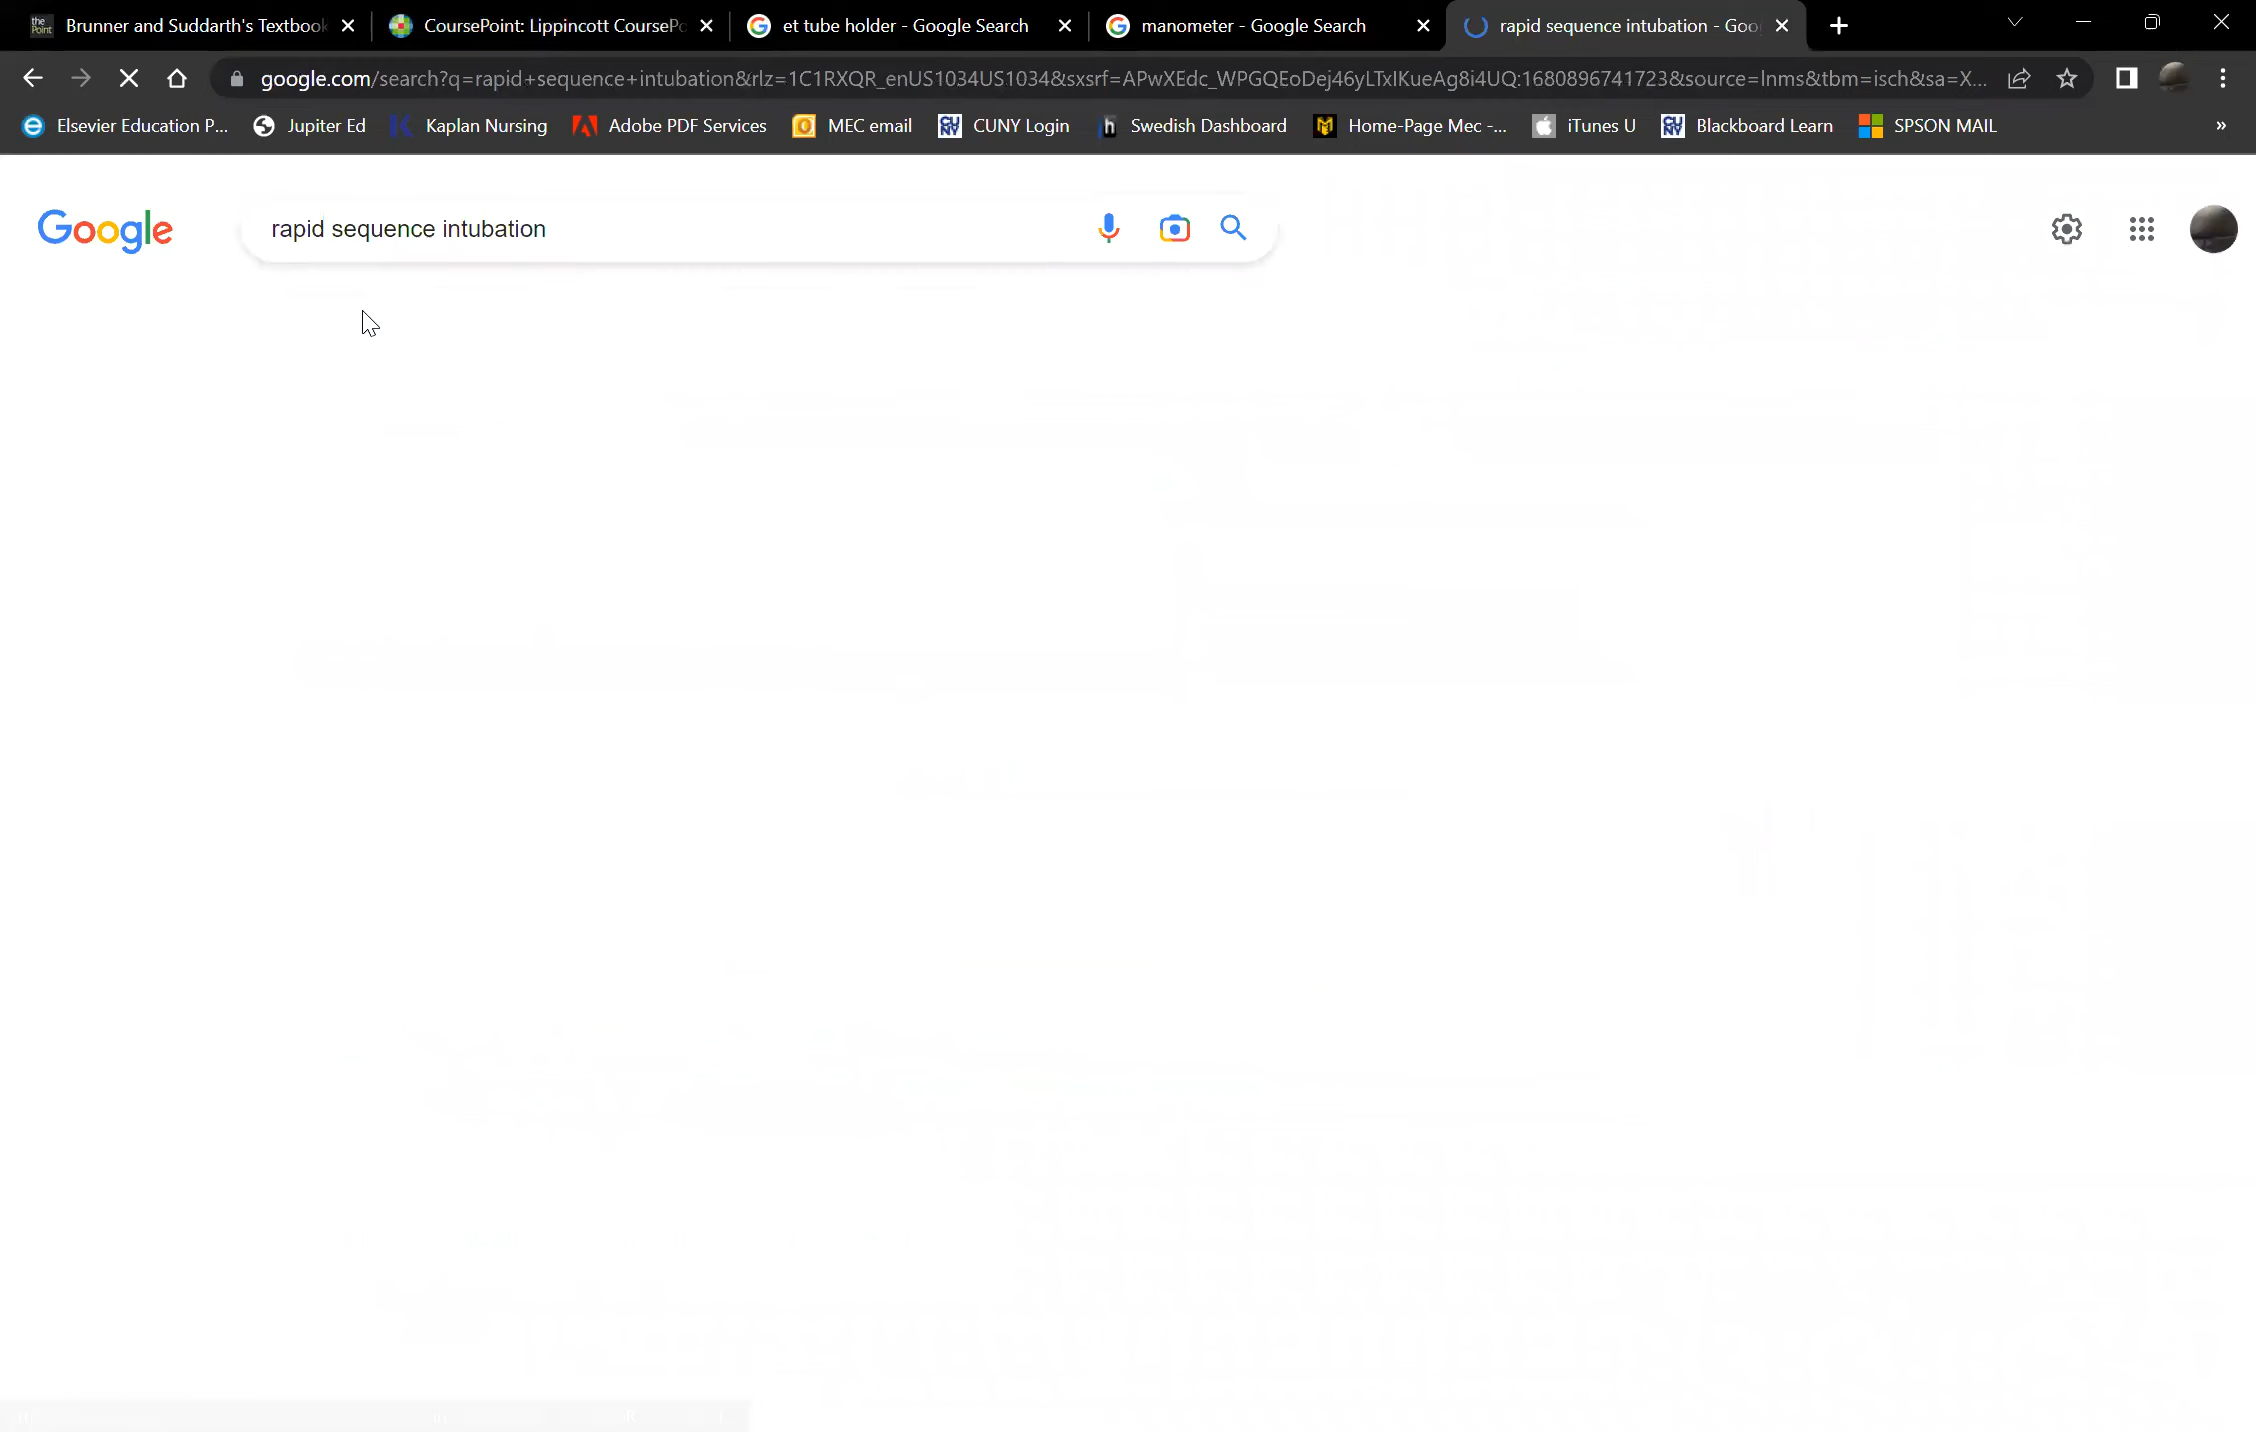 Brunner and Suddarth's Textbook
CoursePoint: Lippincott CoursePo
et tube holder - Google Search
manometer - Google Search
rapid sequence intubation - Goo
google.com/search?q=rapid+sequence+intubation&rlz=1C1RXQR_enUS1034US1034&sxsrf=APwXEdc_WPGQEoDej46yLTxIKueAg8i4UQ:1680896741723&source=lnms&tbm=isch&sa=X...
Elsevier Education P... Jupiter Ed Kaplan Nursing Adobe PDF Services MEC email CUNY Login Swedish Dashboard Home-Page Mec -... iTunes U Blackboard Learn SPSON MAIL »
Google
rapid sequence intubation